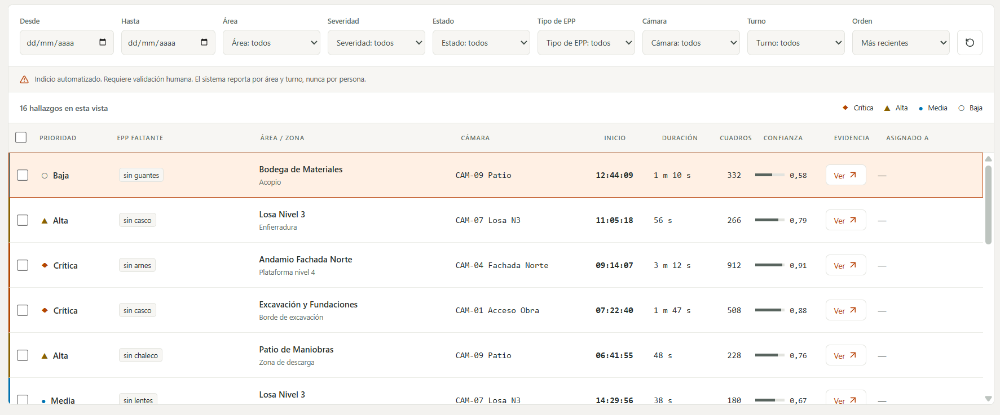 Desde Hasta Área Severidad Estado Tipo de EPP Cámara Turno Orden
dd/mm/aaaa dd/mm/aaaa Área: todos Severidad: todos Estado: todos Tipo de EPP: todos Cámara: todos Turno: todos Más recientes
Indicio automatizado. Requiere validación humana. El sistema reporta por área y turno, nunca por persona.
16 hallazgos en esta vista Crítica Alta Media Baja
PRIORIDAD EPP FALTANTE ÁREA / ZONA CÁMARA INICIO DURACIÓN CUADROS CONFIANZA EVIDENCIA ASIGNADO A
Baja sin guantes Bodega de Materiales CAM-09 Patio 12:44:09 1 m 10 s 332 0,58 Ver —
Acopio
Alta sin casco Losa Nivel 3 CAM-07 Losa N3 11:05:18 56 s 266 0,79 Ver —
Enfierradura
Crítica sin arnes Andamio Fachada Norte CAM-04 Fachada Norte 09:14:07 3 m 12 s 912 0,91 Ver —
Plataforma nivel 4
Crítica sin casco Excavación y Fundaciones CAM-01 Acceso Obra 07:22:40 1 m 47 s 508 0,88 Ver —
Borde de excavación
Alta sin chaleco Patio de Maniobras CAM-09 Patio 06:41:55 48 s 228 0,76 Ver —
Zona de descarga
Media sin lentes Losa Nivel 3 CAM-07 Losa N3 14:29:56 38 s 180 0,67 Ver —